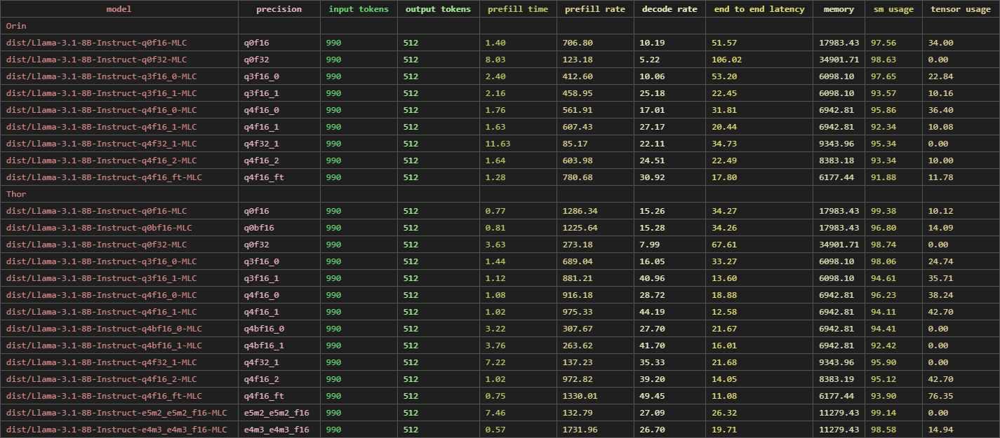 model precision input tokens output tokens prefill time prefill rate decode rate end to end latency memory sm usage tensor usage
Orin
dist/Llama-3.1-8B-Instruct-q0f16-MLC q0f16 990 512 1.40 706.80 10.19 51.57 17983.43 97.56 34.00
dist/Llama-3.1-8B-Instruct-q0f32-MLC q0f32 990 512 8.03 123.18 5.22 106.02 34901.71 98.63 0.00
dist/Llama-3.1-8B-Instruct-q3f16_0-MLC q3f16_0 990 512 2.40 412.60 10.06 53.20 6098.10 97.65 22.84
dist/Llama-3.1-8B-Instruct-q3f16_1-MLC q3f16_1 990 512 2.16 458.95 25.18 22.45 6098.10 93.57 10.16
dist/Llama-3.1-8B-Instruct-q4f16_0-MLC q4f16_0 990 512 1.76 561.91 17.01 31.81 6942.81 95.86 36.40
dist/Llama-3.1-8B-Instruct-q4f16_1-MLC q4f16_1 990 512 1.63 607.43 27.17 20.44 6942.81 92.34 10.08
dist/Llama-3.1-8B-Instruct-q4f32_1-MLC q4f32_1 990 512 11.63 85.17 22.11 34.73 9343.96 95.34 0.00
dist/Llama-3.1-8B-Instruct-q4f16_2-MLC q4f16_2 990 512 1.64 603.98 24.51 22.49 8383.18 93.34 10.00
dist/Llama-3.1-8B-Instruct-q4f16_ft-MLC q4f16_ft 990 512 1.28 780.68 30.92 17.80 6177.44 91.88 11.78
Thor
dist/Llama-3.1-8B-Instruct-q0f16-MLC q0f16 990 512 0.77 1286.34 15.26 34.27 17983.43 99.38 10.12
dist/Llama-3.1-8B-Instruct-q0bf16-MLC q0bf16 990 512 0.81 1225.64 15.28 34.26 17983.43 96.80 14.09
dist/Llama-3.1-8B-Instruct-q0f32-MLC q0f32 990 512 3.63 273.18 7.99 67.61 34901.71 98.74 0.00
dist/Llama-3.1-8B-Instruct-q3f16_0-MLC q3f16_0 990 512 1.44 689.04 16.05 33.27 6098.10 98.06 24.74
dist/Llama-3.1-8B-Instruct-q3f16_1-MLC q3f16_1 990 512 1.12 881.21 40.96 13.60 6098.10 94.61 35.71
dist/Llama-3.1-8B-Instruct-q4f16_0-MLC q4f16_0 990 512 1.08 916.18 28.72 18.88 6942.81 96.23 38.24
dist/Llama-3.1-8B-Instruct-q4f16_1-MLC q4f16_1 990 512 1.02 975.33 44.19 12.58 6942.81 94.11 42.70
dist/Llama-3.1-8B-Instruct-q4bf16_0-MLC q4bf16_0 990 512 3.22 307.67 27.70 21.67 6942.81 94.41 0.00
dist/Llama-3.1-8B-Instruct-q4bf16_1-MLC q4bf16_1 990 512 3.76 263.62 41.70 16.01 6942.81 92.42 0.00
dist/Llama-3.1-8B-Instruct-q4f32_1-MLC q4f32_1 990 512 7.22 137.23 35.33 21.68 9343.96 95.90 0.00
dist/Llama-3.1-8B-Instruct-q4f16_2-MLC q4f16_2 990 512 1.02 972.82 39.20 14.05 8383.19 95.12 42.70
dist/Llama-3.1-8B-Instruct-q4f16_ft-MLC q4f16_ft 990 512 0.75 1330.01 49.45 11.08 6177.44 93.90 76.35
dist/Llama-3.1-8B-Instruct-e5m2_e5m2_f16-MLC e5m2_e5m2_f16 990 512 7.46 132.79 27.09 26.32 11279.43 99.14 0.00
dist/Llama-3.1-8B-Instruct-e4m3_e4m3_f16-MLC e4m3_e4m3_f16 990 512 0.57 1731.96 26.70 19.71 11279.43 98.58 14.94